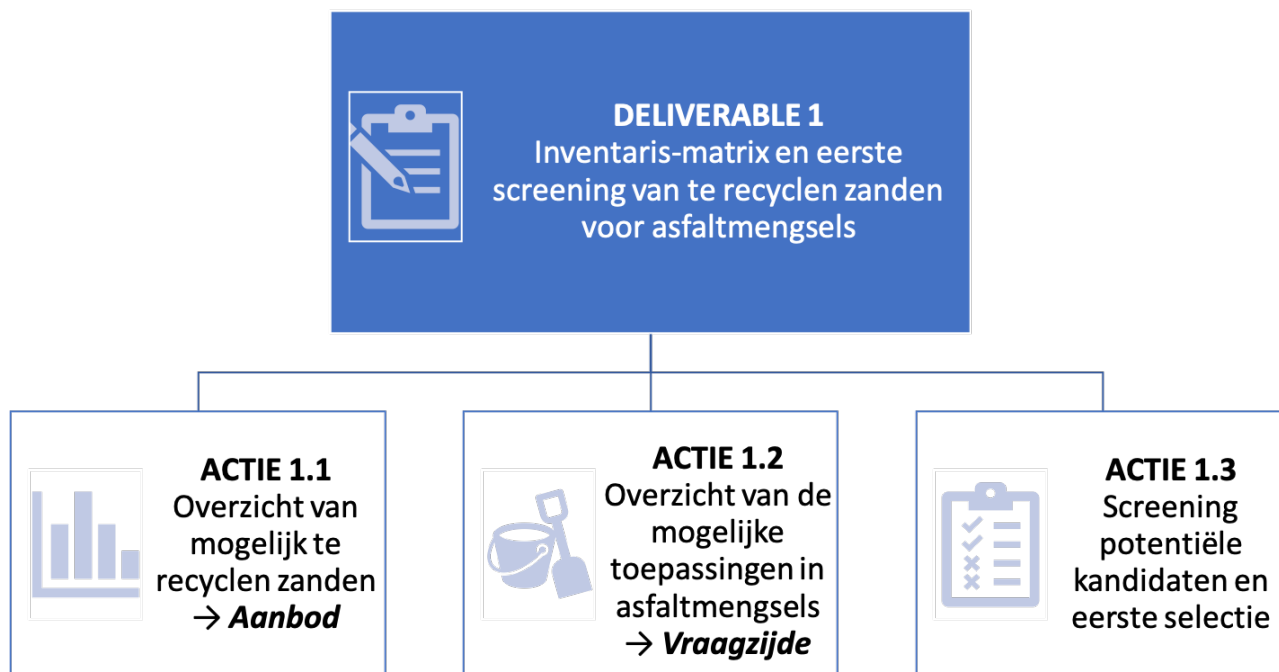 DELIVERABLE 1
Inventaris-matrix en eerste
screening van te recyclen zanden
voor asfaltmengsels
ACTIE 1.1
Overzicht van
mogelijk te
recyclen zanden
→ Aanbod
ACTIE 1.2
Overzicht van de
mogelijke
toepassingen in
asfaltmengsels
→ Vraagzijde
ACTIE 1.3
Screening
potentiële
kandidaten en
eerste selectie